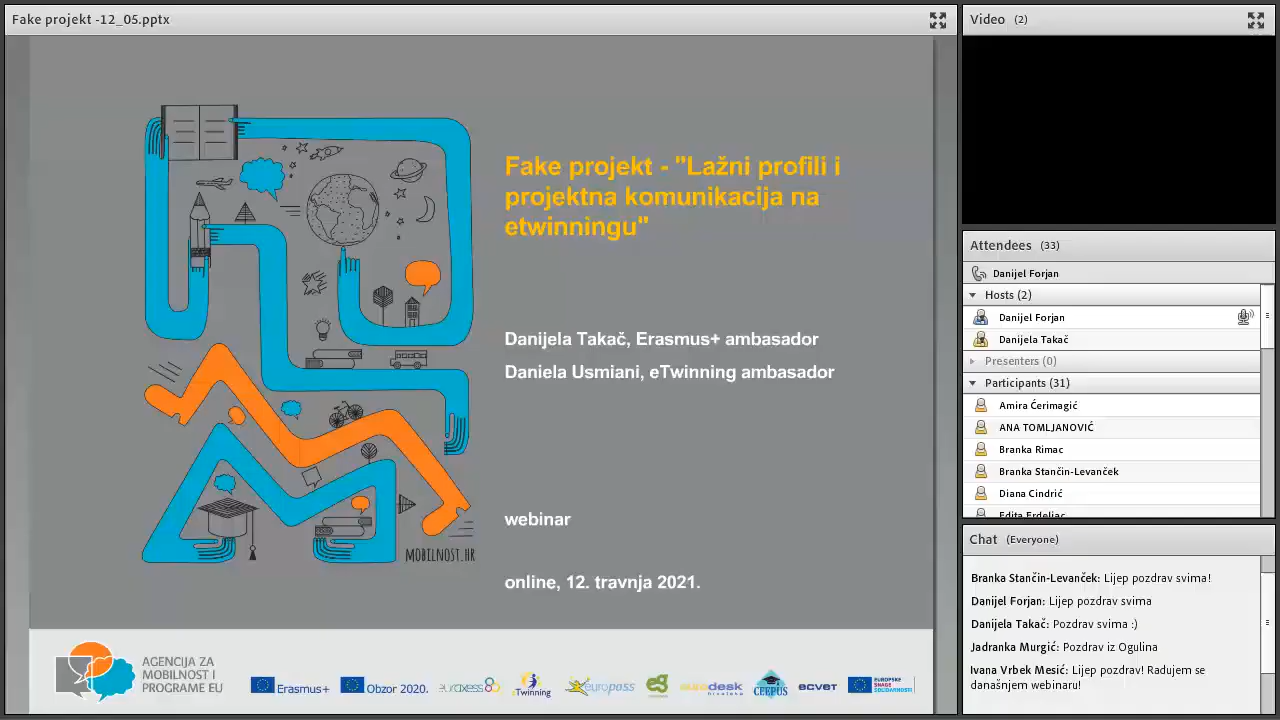 Fake projekt -12_05.pptx
Fake projekt - "Lažni profili i
projektna komunikacija na
etwinningu"
Danijela Takač, Erasmus+ ambasador
Daniela Usmiani, eTwinning ambasador
webinar
online, 12. travnja 2021.
MOBILNOST.HR
AGENCIJA ZA
MOBILNOST I
PROGRAME EU
Erasmus+
Obzor 2020.
euraxess
eTwinning
europass
eurodesk
CEEPUS
ecvet
EUROPSKE
SNAGE
SOLIDARNOSTI
Video (2)
Attendees (33)
Danijel Forjan
Hosts (2)
Danijel Forjan
Danijela Takač
Presenters (0)
Participants (31)
Amira Ćerimagić
ANA TOMLJANOVIĆ
Branka Rimac
Branka Stančin-Levanček
Diana Cindrić
Chat (Everyone)
Branka Stančin-Levanček: Lijep pozdrav svima!
Danijel Forjan: Lijep pozdrav svima
Danijela Takač: Pozdrav svima :)
Jadranka Murgić: Pozdrav iz Ogulina
Ivana Vrbek Mesić: Lijep pozdrav! Radujem se
današnjem webinaru!